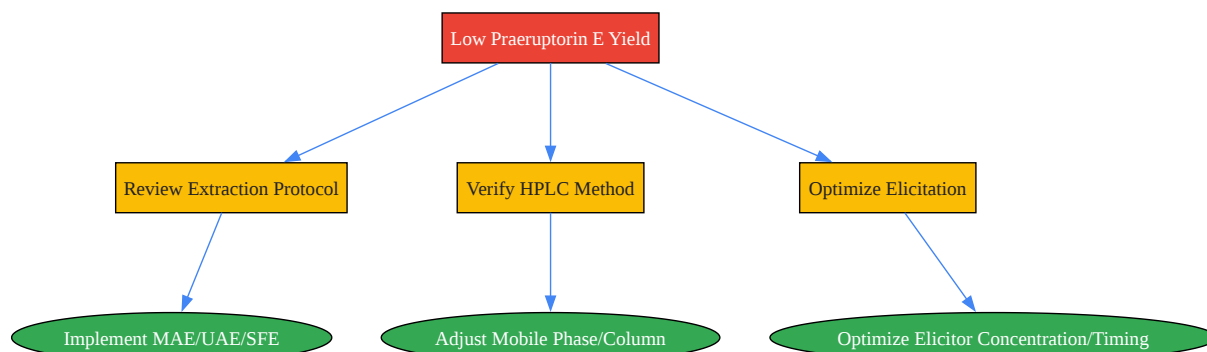 Low Praeruptorin E Yield
Review Extraction Protocol
Verify HPLC Method
Optimize Elicitation
Implement MAE/UAE/SFE
Adjust Mobile Phase/Column
Optimize Elicitor Concentration/Timing